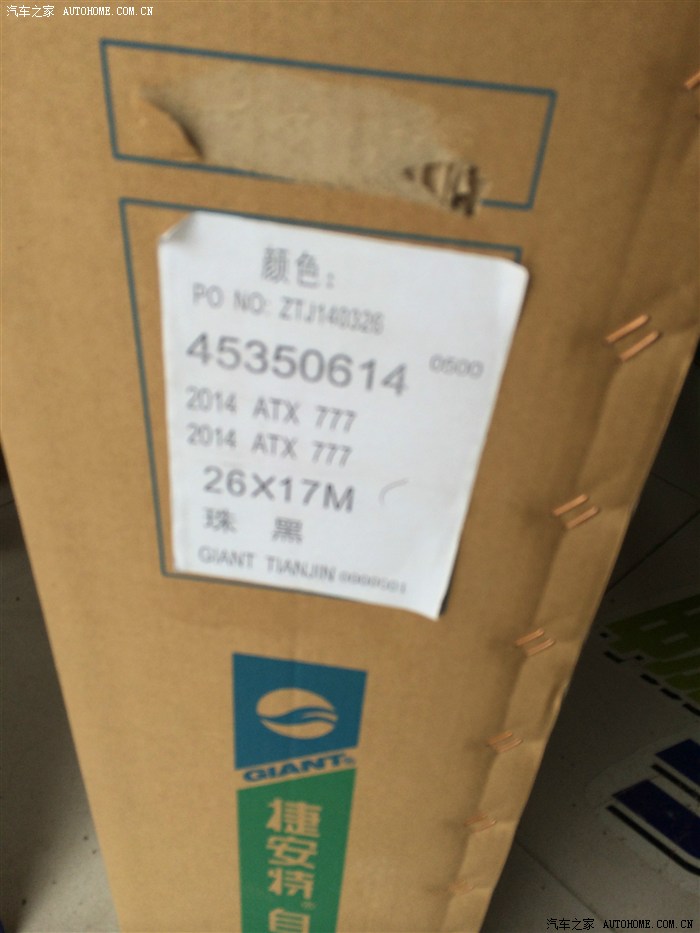 汽车之家 AUTOHOME.COM.CN
颜色:
PO NO: ZTJ140326
45350614 0500
2014 ATX 777
2014 ATX 777
26X17M
珠 黑
GIANT TIANJIN
GIANT®
捷安特®自
汽车之家 AUTOHOME.COM.CN